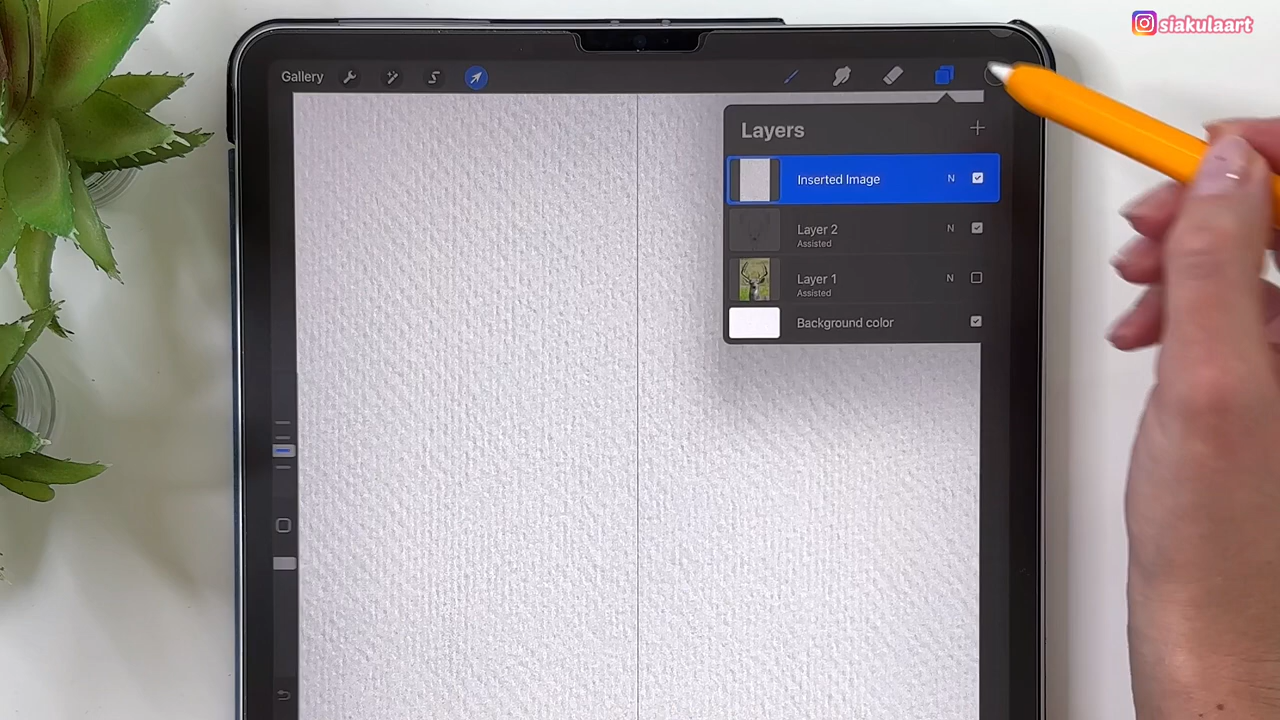 siakulaart
Gallery
Layers
Inserted Image N
Layer 2 N
Assisted
Layer 1 N
Assisted
Background color